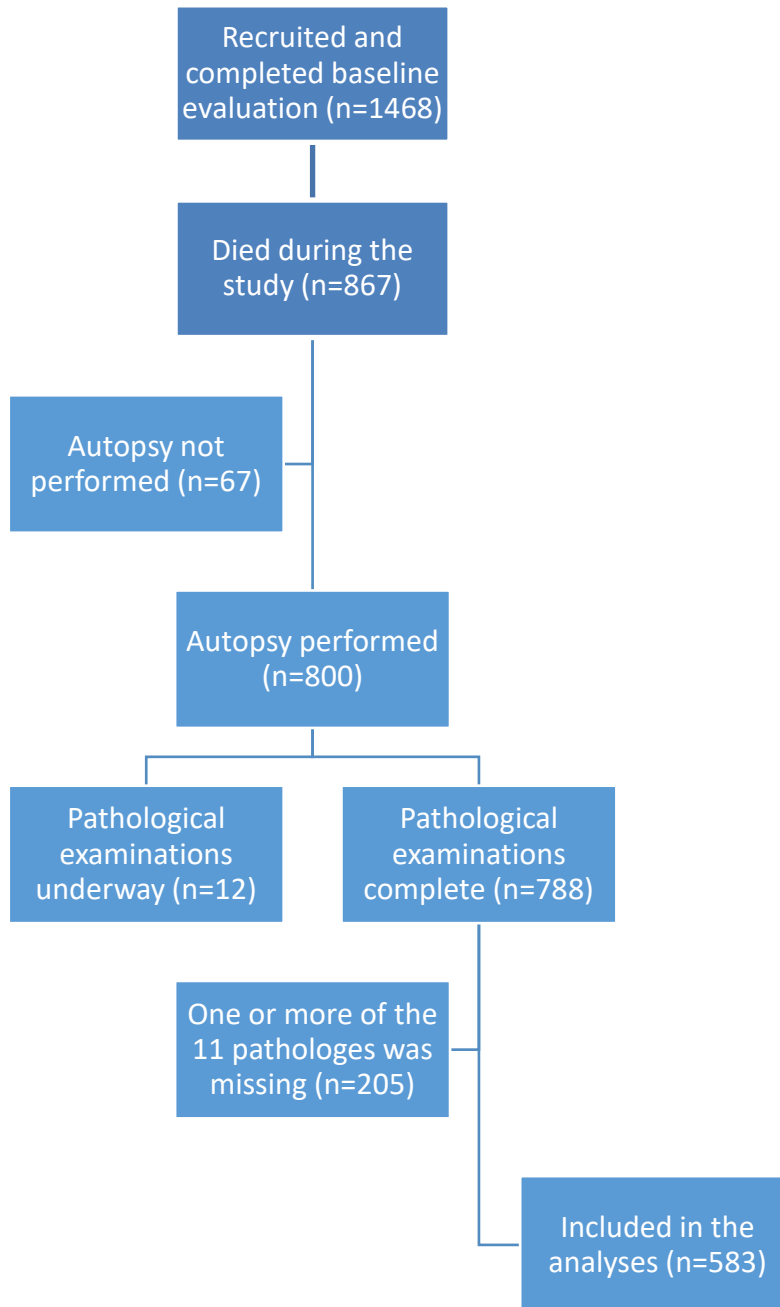 Recruited and
completed baseline
evaluation (n=1468)
Died during the
study (n=867)
Autopsy not
performed (n=67)
Autopsy performed
(n=800)
Pathological
examinations
underway (n=12)
Pathological
examinations
complete (n=788)
One or more of the
11 pathologes was
missing (n=205)
Included in the
analyses (n=583)